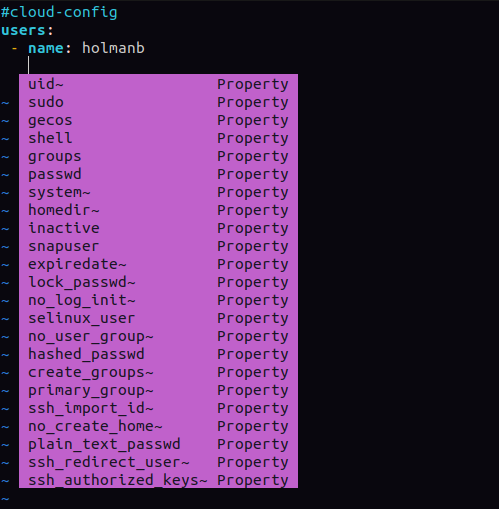 #cloud-config
users:
 - name: holmanb
uid~ Property
~ sudo Property
~ gecos Property
~ shell Property
~ groups Property
~ passwd Property
~ system~ Property
~ homedir~ Property
~ inactive Property
~ snapuser Property
~ expiredate~ Property
~ lock_passwd~ Property
~ no_log_init~ Property
~ selinux_user Property
~ no_user_group~ Property
~ hashed_passwd Property
~ create_groups~ Property
~ primary_group~ Property
~ ssh_import_id~ Property
~ no_create_home~ Property
~ plain_text_passwd Property
~ ssh_redirect_user~ Property
~ ssh_authorized_keys~ Property
~